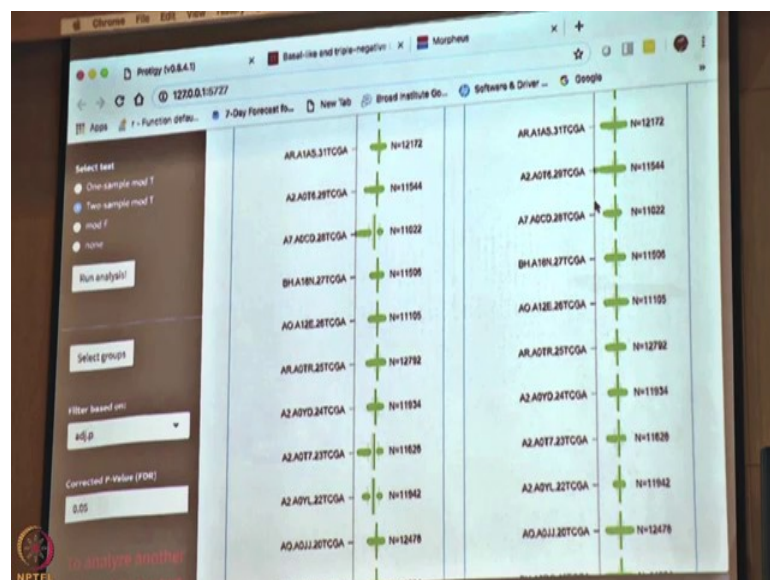 Chrome File Edit View History
Protigy (v0.8.4.1) Basal-like and triple-negative Morpheus
127.0.0.1:5727
Apps r - Function defau... 7-Day Forecast fo... New Tab Broad Institute Go... Software & Driver ... Google
Select test
One-sample mod T
Two-sample mod T
mod F
none
Run analysis!
Select groups
Filter based on:
adj.p
Corrected P-Value (FDR)
0.05
to analyze another
AR.A1AS.31TCGA N=12172
A2.A0T6.29TCGA N=11544
A7.A0CD.28TCGA N=11022
BH.A18N.27TCGA N=11506
AO.A12E.26TCGA N=11105
AR.A0TR.25TCGA N=12792
A2.A0YD.24TCGA N=11934
A2.A0T7.23TCGA N=11626
A2.A0YL.22TCGA N=11942
AO.A0JJ.20TCGA N=12476
AR.A1AS.31TCGA N=12172
A2.A0T6.29TCGA N=11544
A7.A0CD.28TCGA N=11022
BH.A18N.27TCGA N=11506
AO.A12E.26TCGA N=11105
AR.A0TR.25TCGA N=12792
A2.A0YD.24TCGA N=11934
A2.A0T7.23TCGA N=11626
A2.A0YL.22TCGA N=11942
AO.A0JJ.20TCGA N=12476
NPTEL